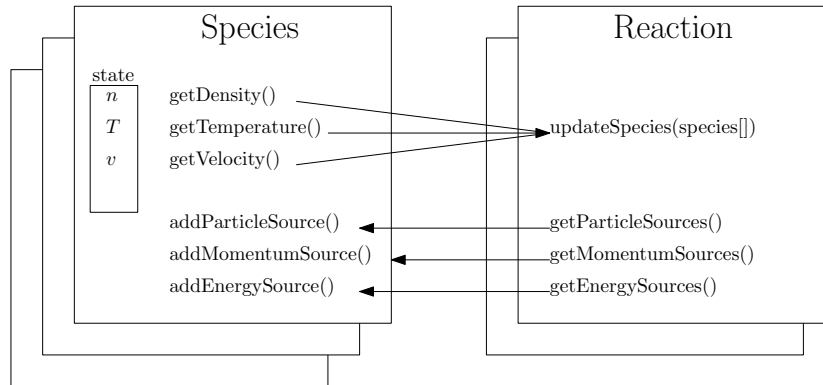 Species
Reaction
state
n
getDensity()
T
getTemperature()
updateSpecies(species[])
v
getVelocity()
addParticleSource()
getParticleSources()
addMomentumSource()
getMomentumSources()
addEnergySource()
getEnergySources()